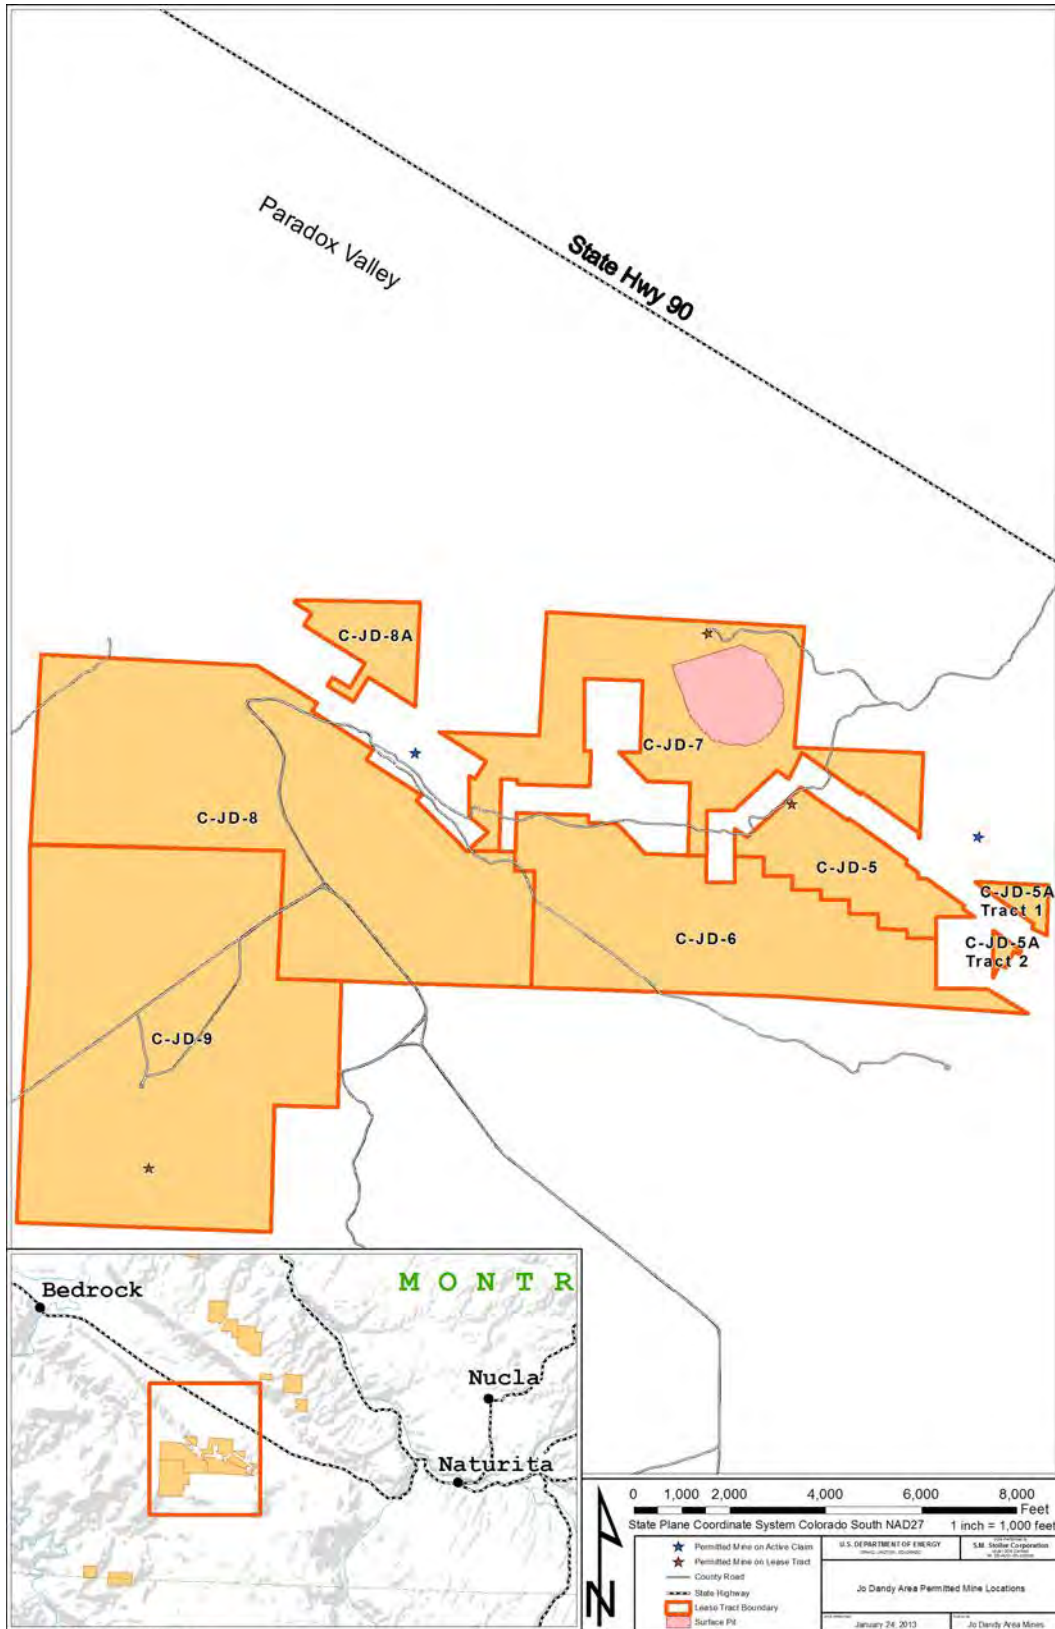 Paradox Valley
State Hwy 90
C-JD-8A
C-JD-7
C-JD-8
C-JD-5
C-JD-5A
Tract 1
C-JD-6
C-JD-5A
Tract 2
C-JD-9
M O N T R
Bedrock
Nucla
Naturita
0 1,000 2,000 4,000 6,000 8,000
Feet
State Plane Coordinate System Colorado South NAD27 1 inch = 1,000 feet
N
Permitted Mine on Active Claim
Permitted Mine on Lease Tract
County Road
State Highway
Lease Tract Boundary
Surface Pit
U.S. DEPARTMENT OF ENERGY
S.M. Stoller Corporation
Jo Dandy Area Permitted Mine Locations
January 24, 2013
Jo Dandy Area Mines